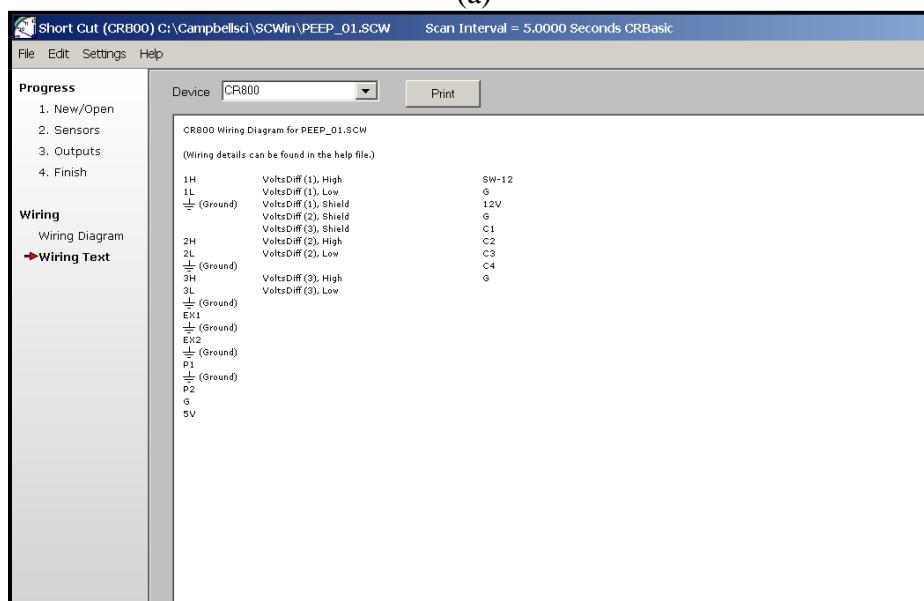 (a)
Short Cut (CR800) C:\Campbellsci\SCWin\PEEP_01.SCW Scan Interval = 5.0000 Seconds CRBasic
File Edit Settings Help
Progress
1. New/Open
2. Sensors
3. Outputs
4. Finish
Wiring
Wiring Diagram
Wiring Text
Device CR800 Print
CR800 Wiring Diagram for PEEP_01.SCW
(Wiring details can be found in the help file.)
1H VoltsDiff (1), High SW-12
1L VoltsDiff (1), Low G
(Ground) VoltsDiff (1), Shield 12V
VoltsDiff (2), Shield G
VoltsDiff (3), Shield C1
2H VoltsDiff (2), High C2
2L VoltsDiff (2), Low C3
(Ground) C4
3H VoltsDiff (3), High G
3L VoltsDiff (3), Low
(Ground)
EX1
(Ground)
EX2
(Ground)
P1
(Ground)
P2
G
5V